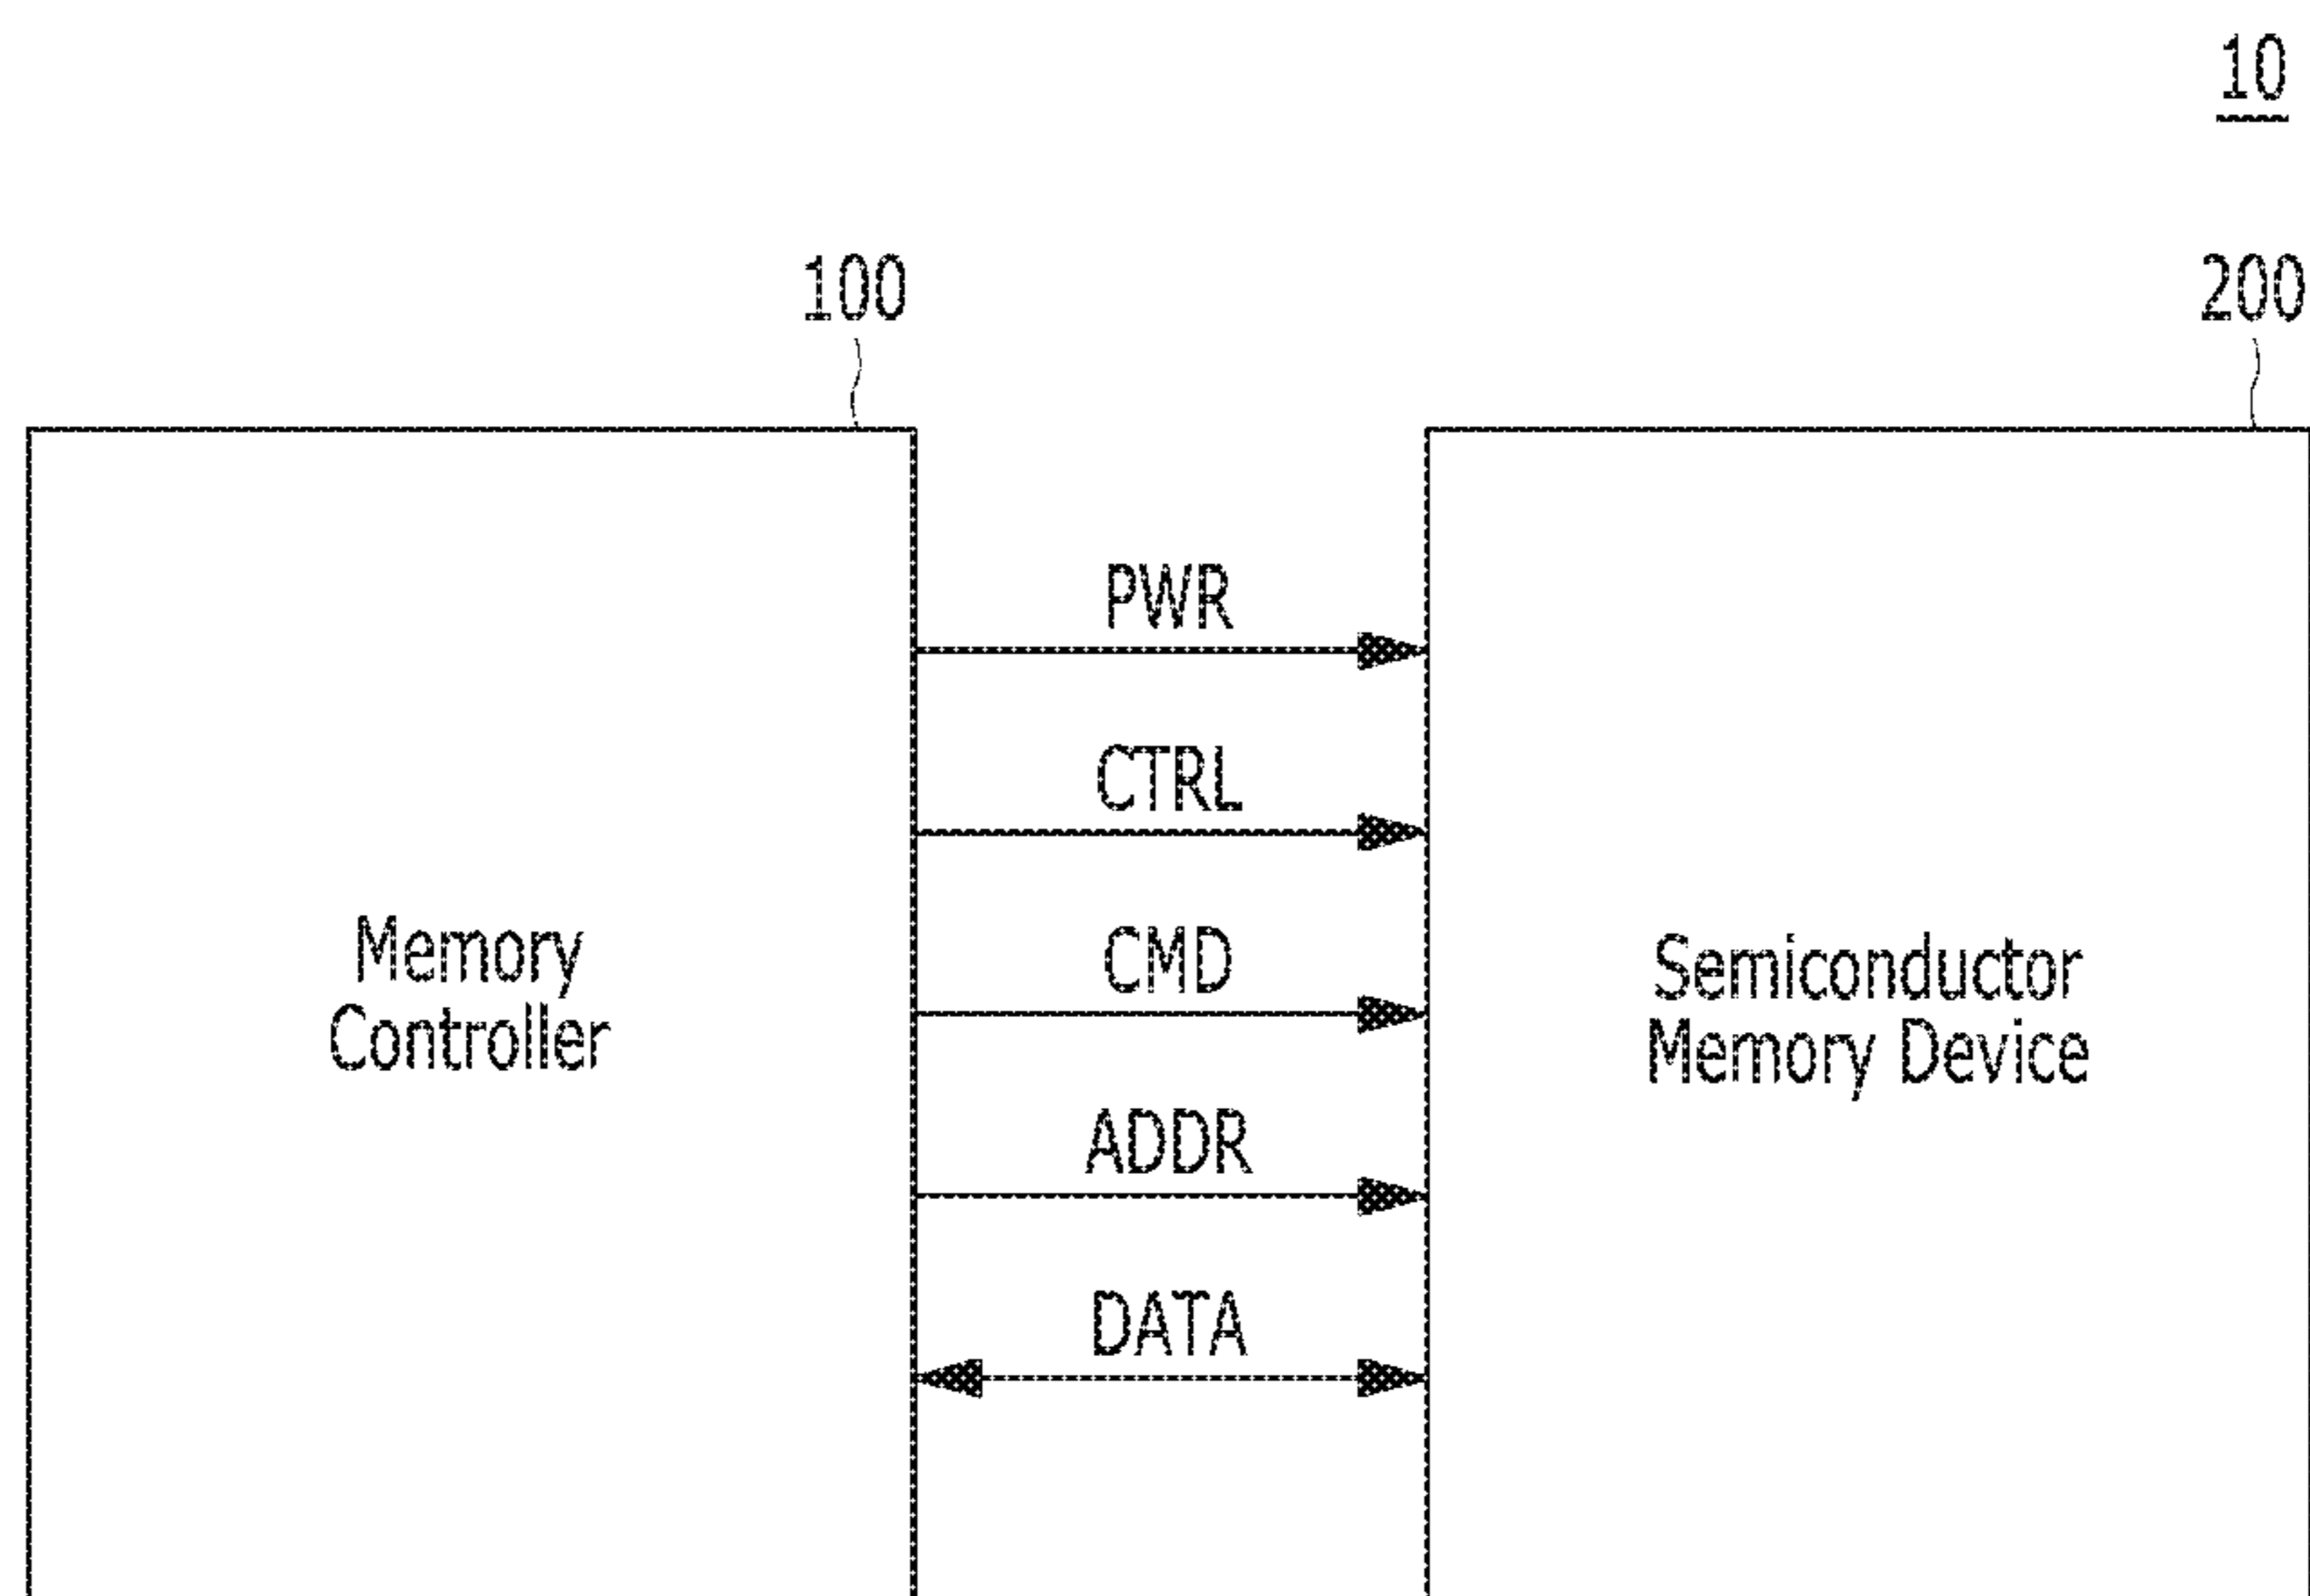 10
100
200
PWR
CTRL
CMD
ADDR
DATA
Memory
Controller
Semiconductor
Memory Device